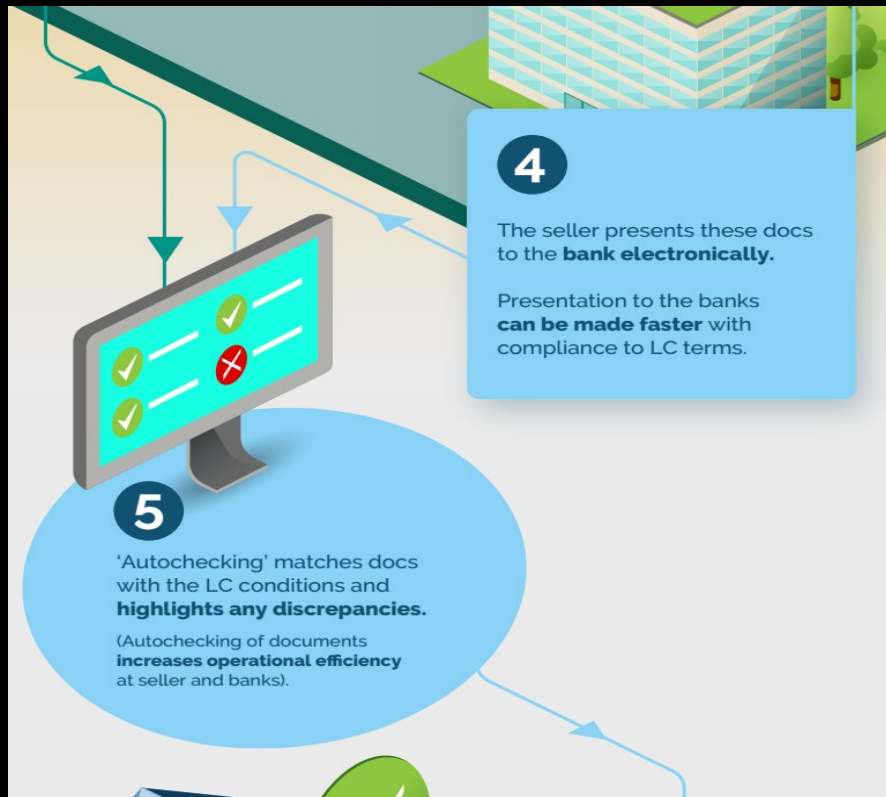 4
The seller presents these docs
to the bank electronically.
Presentation to the banks
can be made faster with
compliance to LC terms.
5
‘Autochecking’ matches docs
with the LC conditions and
highlights any discrepancies.
(Autochecking of documents
increases operational efficiency
at seller and banks).